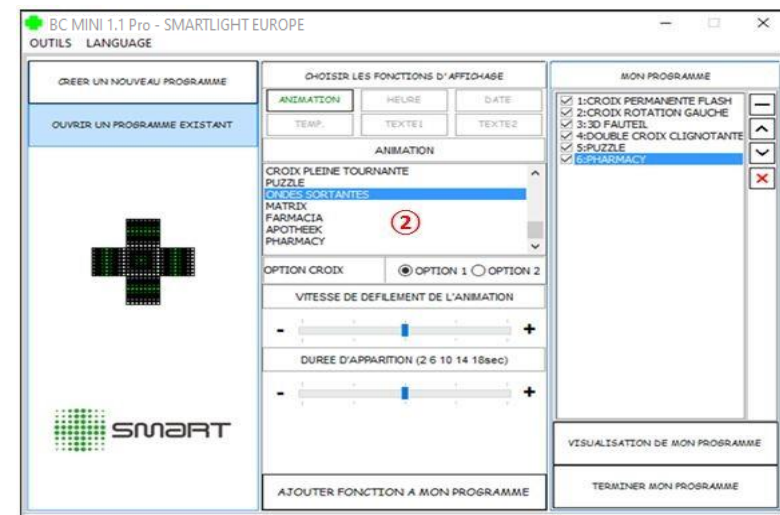 BC MINI 1.1 Pro - SMARTLIGHT EUROPE
OUTILS LANGUAGE
CREER UN NOUVEAU PROGRAMME
OUVRIR UN PROGRAMME EXISTANT
SMART
CHOISIR LES FONCTIONS D'AFFICHAGE
ANIMATION HEURE DATE
TEMP. TEXTE1 TEXTE2
ANIMATION
CROIX PLEINE TOURNANTE
PUZZLE
ONDES SORTANTES
MATRIX
FARMACIA
APOTHEEK
PHARMACY
②
OPTION CROIX OPTION 1 OPTION 2
VITESSE DE DEFILEMENT DE L'ANIMATION
- +
DUREE D'APPARITION (2 6 10 14 18sec)
- +
AJOUTER FONCTION A MON PROGRAMME
MON PROGRAMME
1:CROIX PERMANENTE FLASH
2:CROIX ROTATION GAUCHE
3:3D FAUTEIL
4:DOUBLE CROIX CLIGNOTANTE
5:PUZZLE
6:PHARMACY
VISUALISATION DE MON PROGRAMME
TERMINER MON PROGRAMME